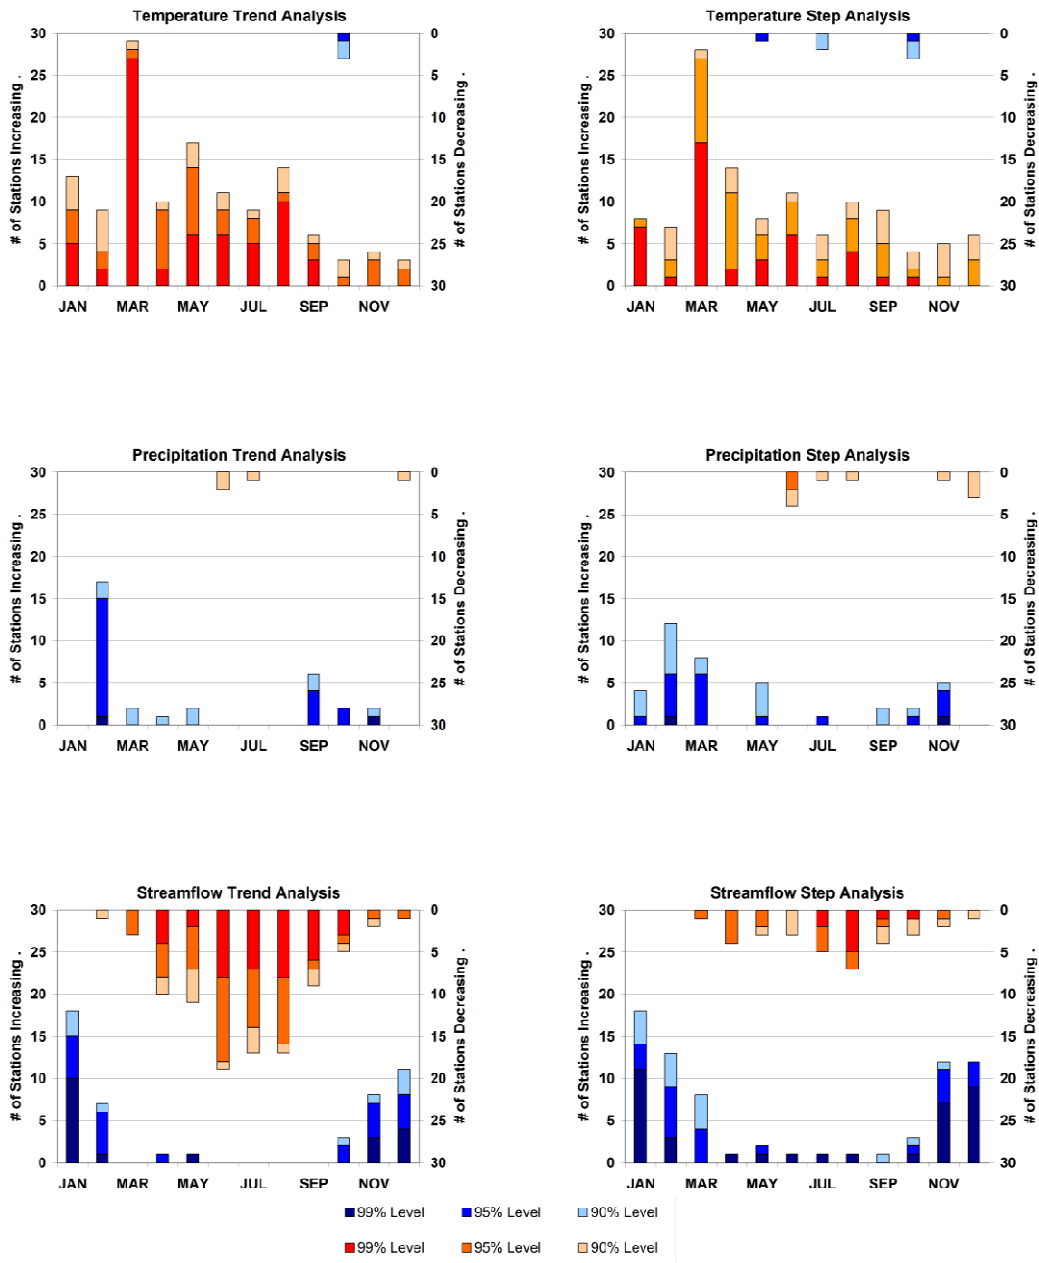 Temperature Trend Analysis
Temperature Step Analysis
30 0 30 0
25 5 25 5
20 10 20 10
15 15 15 15
10 20 10 20
5 25 5 25
0 30 0 30
# of Stations Increasing .
# of Stations Decreasing .
# of Stations Increasing .
# of Stations Decreasing .
JAN MAR MAY JUL SEP NOV JAN MAR MAY JUL SEP NOV
Precipitation Trend Analysis
Precipitation Step Analysis
30 0 30 0
25 5 25 5
20 10 20 10
15 15 15 15
10 20 10 20
5 25 5 25
0 30 0 30
# of Stations Increasing .
# of Stations Decreasing .
# of Stations Increasing .
# of Stations Decreasing .
JAN MAR MAY JUL SEP NOV JAN MAR MAY JUL SEP NOV
Streamflow Trend Analysis
Streamflow Step Analysis
30 0 30 0
25 5 25 5
20 10 20 10
15 15 15 15
10 20 10 20
5 25 5 25
0 30 0 30
# of Stations Increasing .
# of Stations Decreasing .
# of Stations Increasing .
# of Stations Decreasing .
JAN MAR MAY JUL SEP NOV JAN MAR MAY JUL SEP NOV
99% Level 95% Level 90% Level
99% Level 95% Level 90% Level